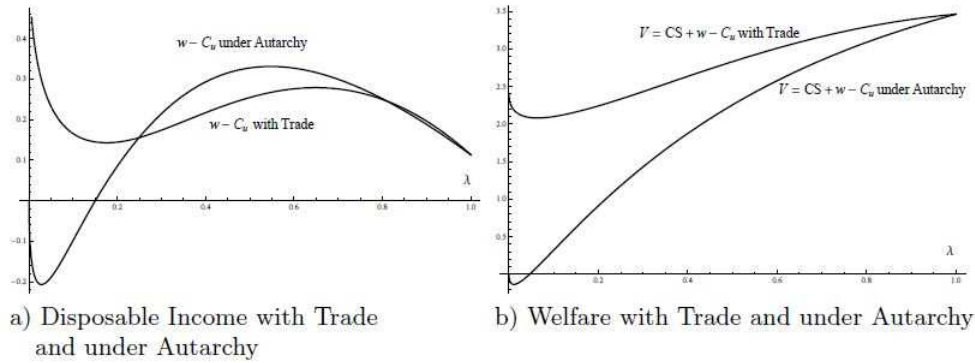 0.4
0.3
0.2
0.1
-0.1
-0.2
0.2
0.4
0.6
0.8
1.0
w − C_u under Autarchy
w − C_u with Trade
λ
a) Disposable Income with Trade
and under Autarchy
3.5
3.0
2.5
2.0
1.5
1.0
0.5
0.2
0.4
0.6
0.8
1.0
V = CS + w − C_u with Trade
V = CS + w − C_u under Autarchy
λ
b) Welfare with Trade and under Autarchy